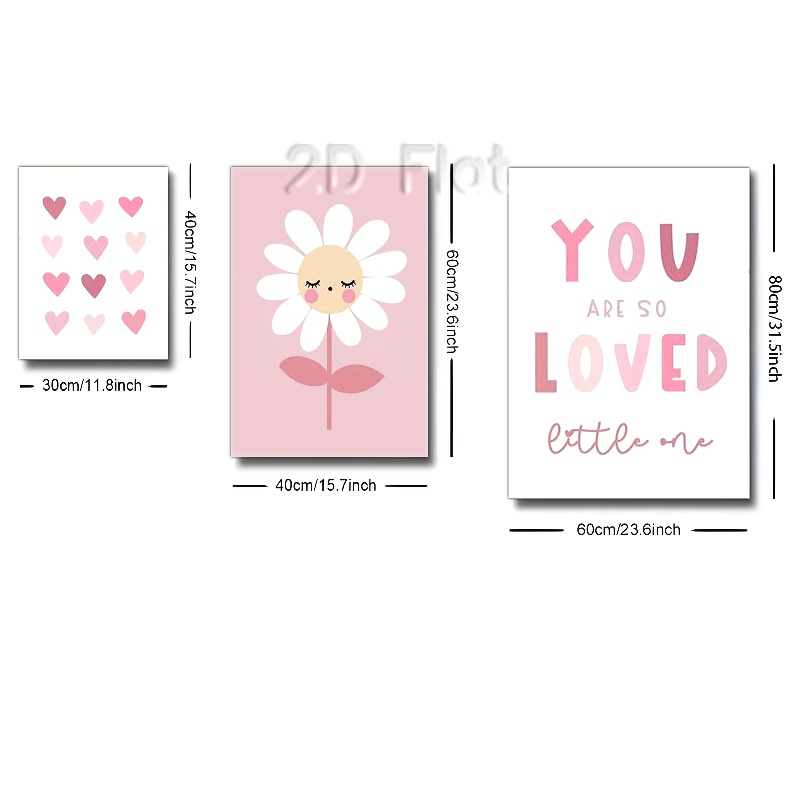 2D Flat
40cm/15.7inch
30cm/11.8inch
60cm/23.6inch
40cm/15.7inch
YOU
ARE SO
LOVED
little one
80cm/31.5inch
60cm/23.6inch